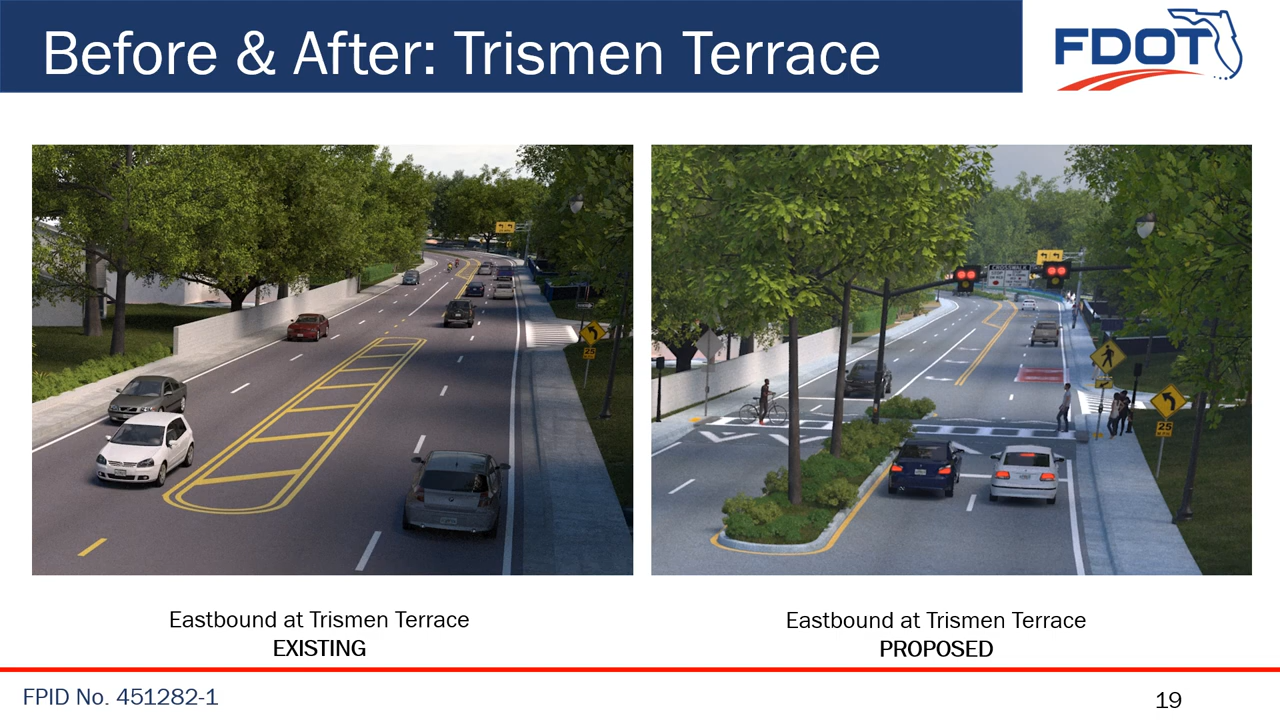 Before & After: Trismen Terrace
FDOT
CROSSWALK
25
25
Eastbound at Trismen Terrace
EXISTING
Eastbound at Trismen Terrace
PROPOSED
FPID No. 451282-1
19